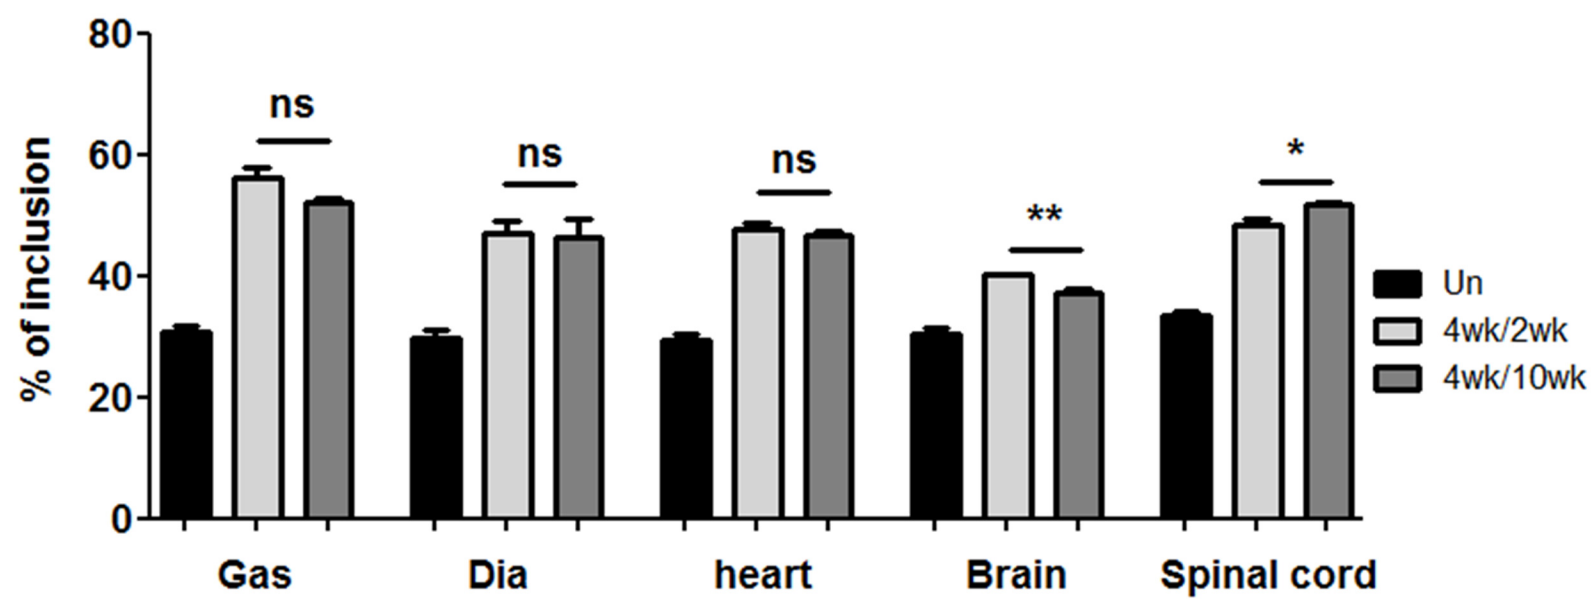 % of inclusion
80
60
40
20
0
ns
ns
ns
**
*
Gas
Dia
heart
Brain
Spinal cord
Un
4wk/2wk
4wk/10wk